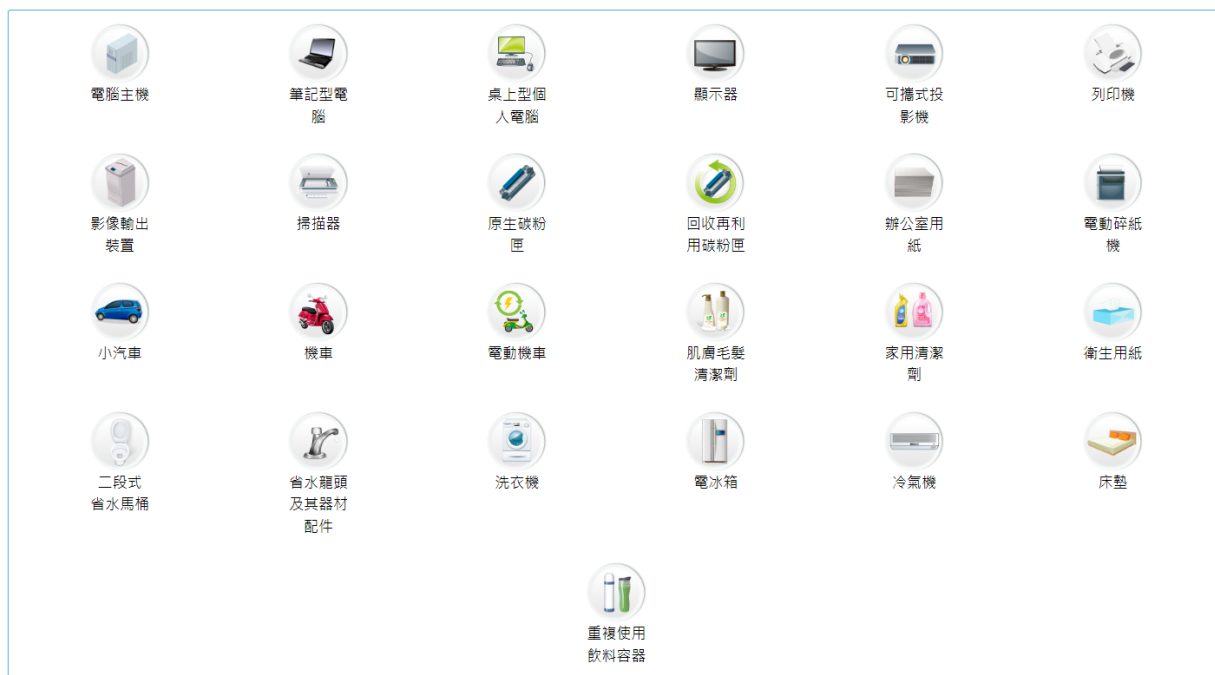 電腦主機
筆記型電
腦
桌上型個
人電腦
顯示器
可攜式投
影機
列印機
影像輸出
裝置
掃描器
原生碳粉
匣
回收再利
用碳粉匣
辦公室用
紙
電動碎紙
機
小汽車
機車
電動機車
肌膚毛髮
清潔劑
家用清潔
劑
衛生用紙
二段式
省水馬桶
省水龍頭
及其器材
配件
洗衣機
電冰箱
冷氣機
床墊
重複使用
飲料容器